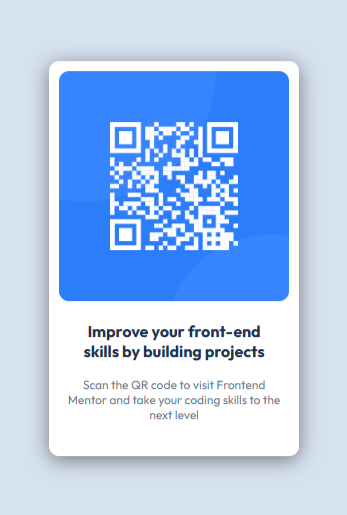 Improve your front-end
skills by building projects
Scan the QR code to visit Frontend
Mentor and take your coding skills to the
next level